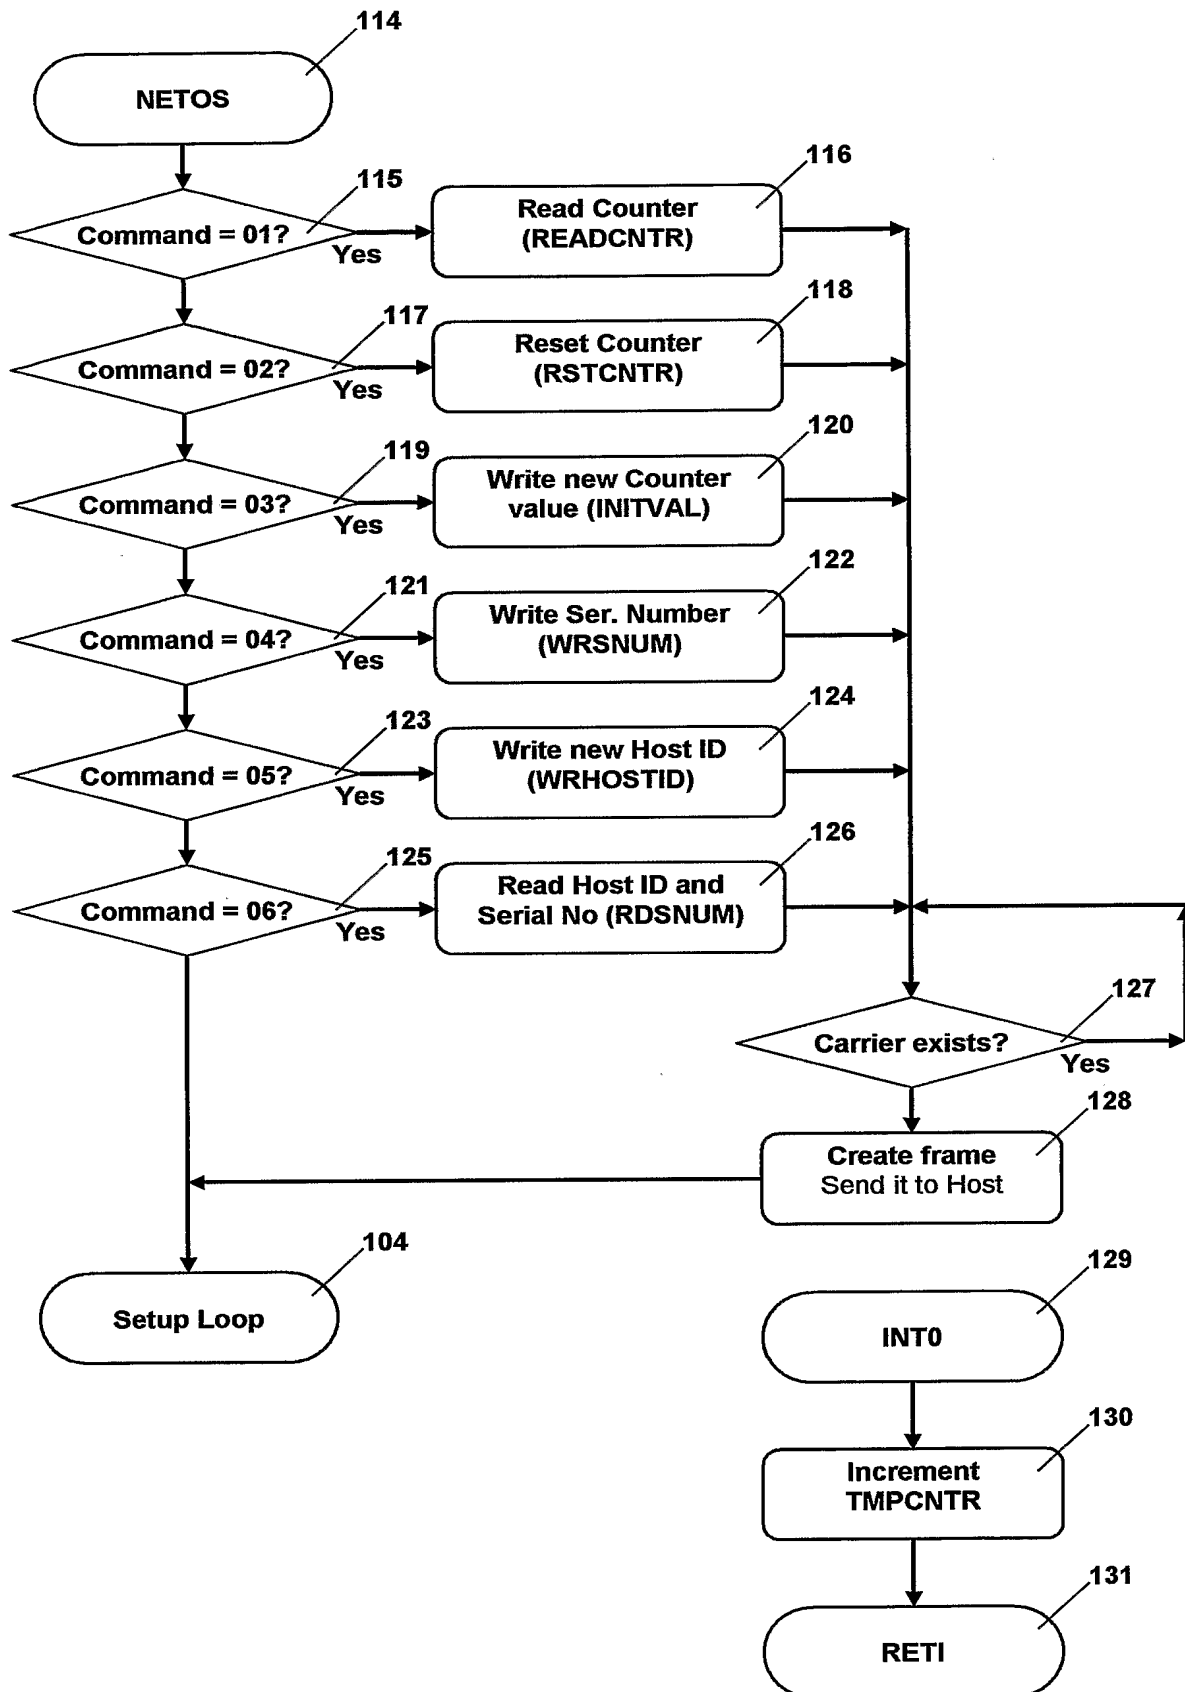 114
NETOS
115
Command = 01?
Yes
116
Read Counter
(READCNTR)
117
Command = 02?
Yes
118
Reset Counter
(RSTCNTR)
119
Command = 03?
Yes
120
Write new Counter
value (INITVAL)
121
Command = 04?
Yes
122
Write Ser. Number
(WRSNUM)
123
Command = 05?
Yes
124
Write new Host ID
(WRHOSTID)
125
Command = 06?
Yes
126
Read Host ID and
Serial No (RDSNUM)
127
Carrier exists?
Yes
128
Create frame
Send it to Host
104
Setup Loop
129
INT0
130
Increment
TMPCNTR
131
RETI